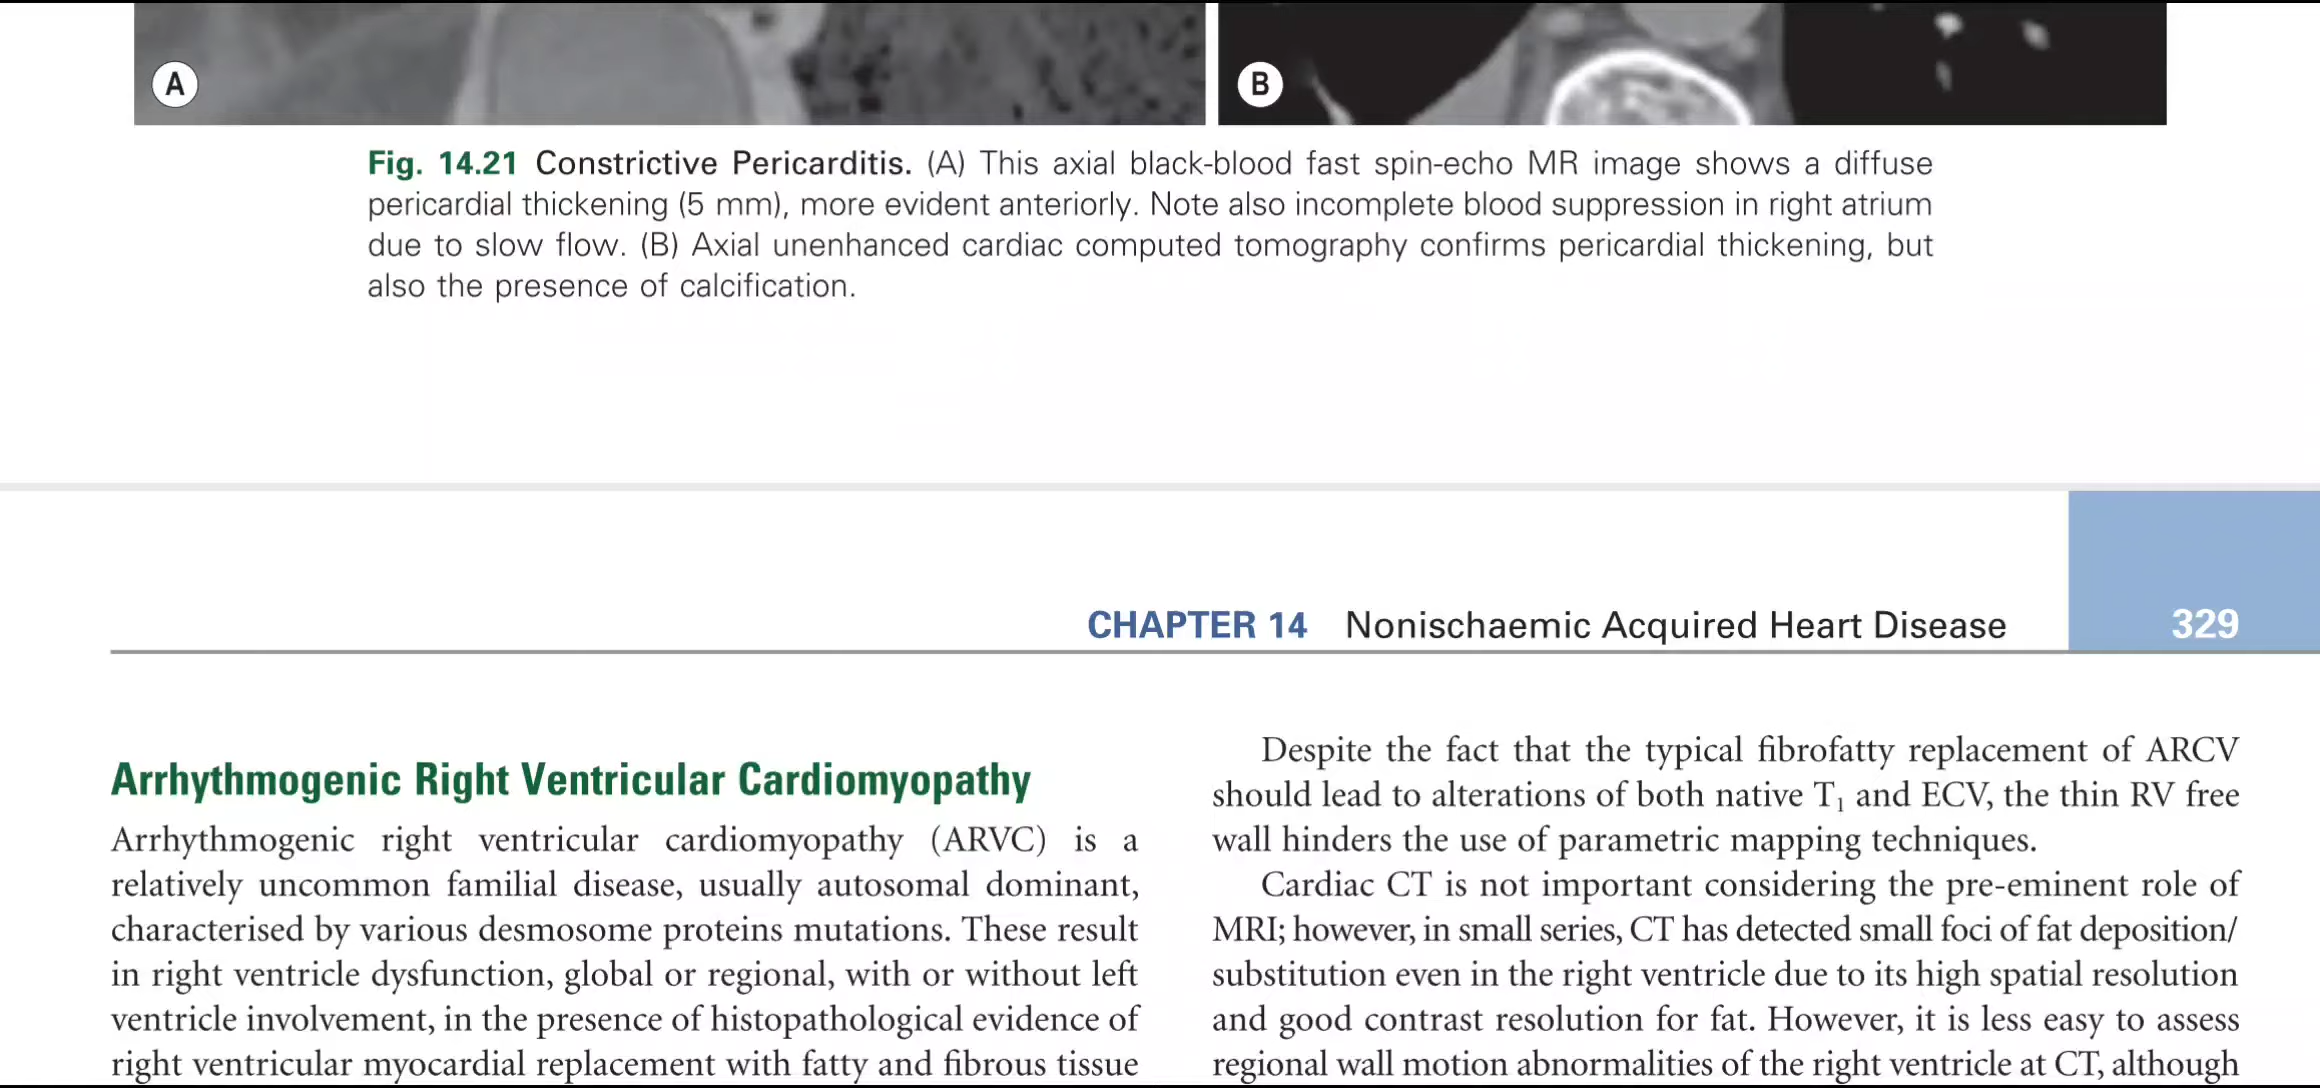 A
B
Fig. 14.21 Constrictive Pericarditis. (A) This axial black-blood fast spin-echo MR image shows a diffuse
pericardial thickening (5 mm), more evident anteriorly. Note also incomplete blood suppression in right atrium
due to slow flow. (B) Axial unenhanced cardiac computed tomography confirms pericardial thickening, but
also the presence of calcification.
CHAPTER 14 Nonischaemic Acquired Heart Disease 329
Arrhythmogenic Right Ventricular Cardiomyopathy
Arrhythmogenic right ventricular cardiomyopathy (ARVC) is a
relatively uncommon familial disease, usually autosomal dominant,
characterised by various desmosome proteins mutations. These result
in right ventricle dysfunction, global or regional, with or without left
ventricle involvement, in the presence of histopathological evidence of
right ventricular myocardial replacement with fatty and fibrous tissue
Despite the fact that the typical fibrofatty replacement of ARCV
should lead to alterations of both native T₁ and ECV, the thin RV free
wall hinders the use of parametric mapping techniques.
Cardiac CT is not important considering the pre-eminent role of
MRI; however, in small series, CT has detected small foci of fat deposition/
substitution even in the right ventricle due to its high spatial resolution
and good contrast resolution for fat. However, it is less easy to assess
regional wall motion abnormalities of the right ventricle at CT, although